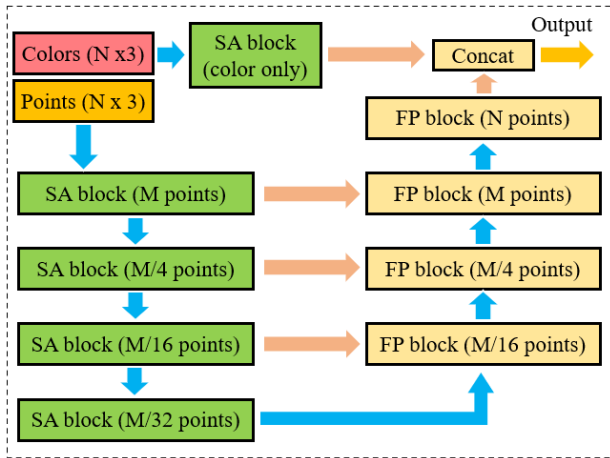 Output
Colors (N x3)
SA block
(color only)
Concat
Points (N x 3)
FP block (N points)
SA block (M points)
FP block (M points)
SA block (M/4 points)
FP block (M/4 points)
SA block (M/16 points)
FP block (M/16 points)
SA block (M/32 points)